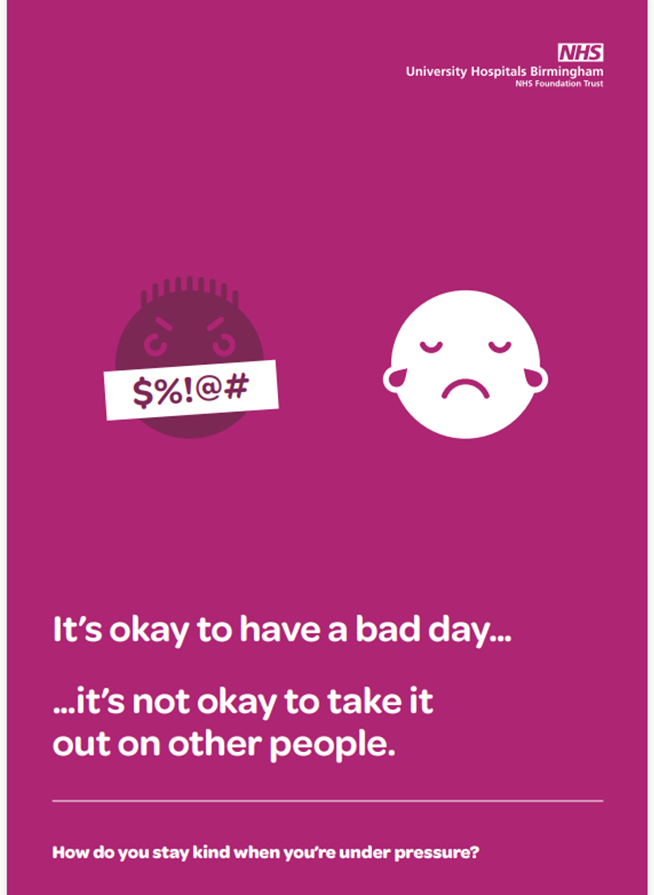 NHS
University Hospitals Birmingham
NHS Foundation Trust
$%!@#
It's okay to have a bad day...
...it's not okay to take it
out on other people.
How do you stay kind when you're under pressure?